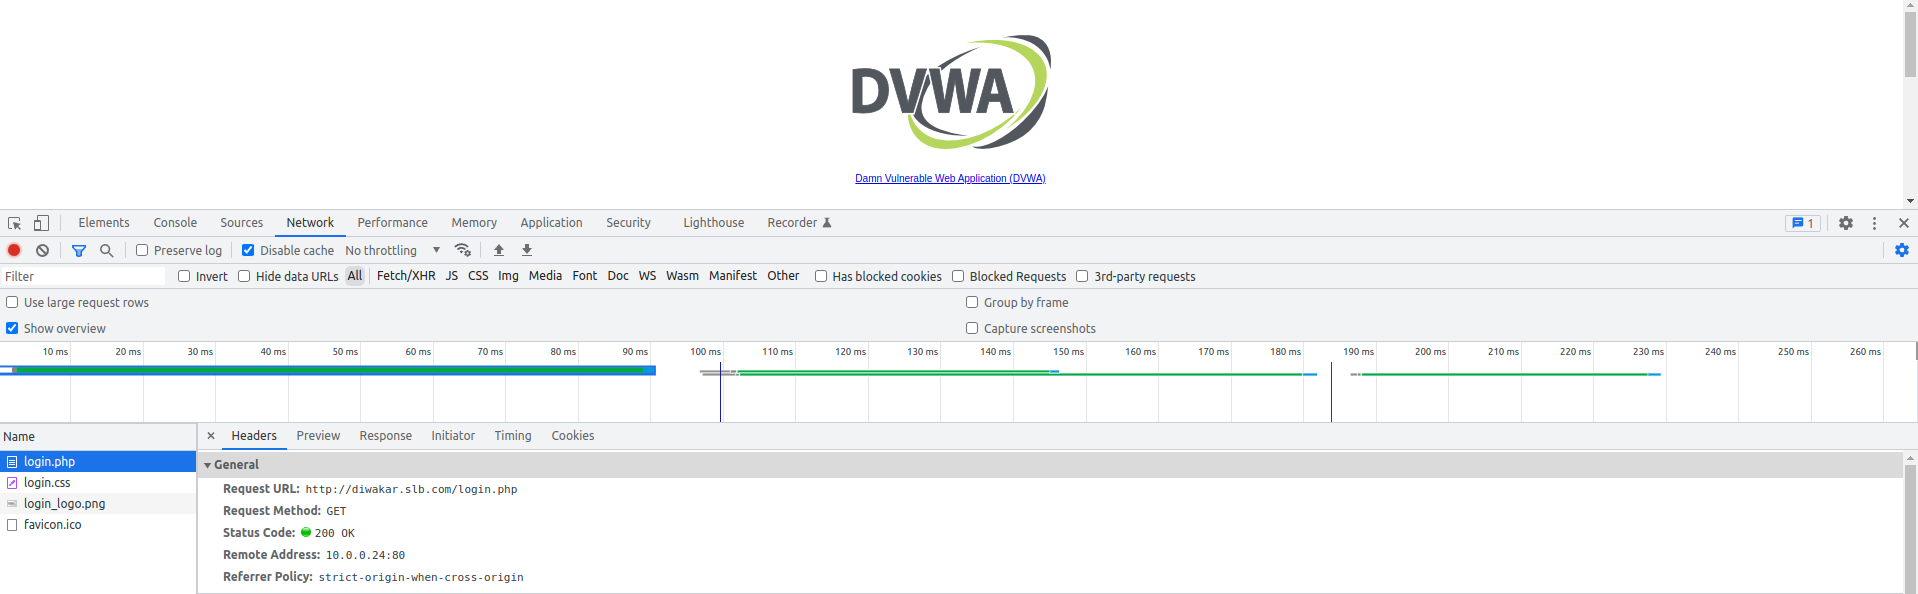 DVWA
Damn Vulnerable Web Application (DVWA)
Elements Console Sources Network Performance Memory Application Security Lighthouse Recorder 1
Preserve log Disable cache No throttling
Filter Invert Hide data URLs All Fetch/XHR JS CSS Img Media Font Doc WS Wasm Manifest Other Has blocked cookies Blocked Requests 3rd-party requests
Use large request rows Group by frame
Show overview Capture screenshots
10 ms 20 ms 30 ms 40 ms 50 ms 60 ms 70 ms 80 ms 90 ms 100 ms 110 ms 120 ms 130 ms 140 ms 150 ms 160 ms 170 ms 180 ms 190 ms 200 ms 210 ms 220 ms 230 ms 240 ms 250 ms 260 ms
Name × Headers Preview Response Initiator Timing Cookies
login.php
login.css
login_logo.png
favicon.ico
General
Request URL: http://diwakar.slb.com/login.php
Request Method: GET
Status Code: 200 OK
Remote Address: 10.0.0.24:80
Referrer Policy: strict-origin-when-cross-origin